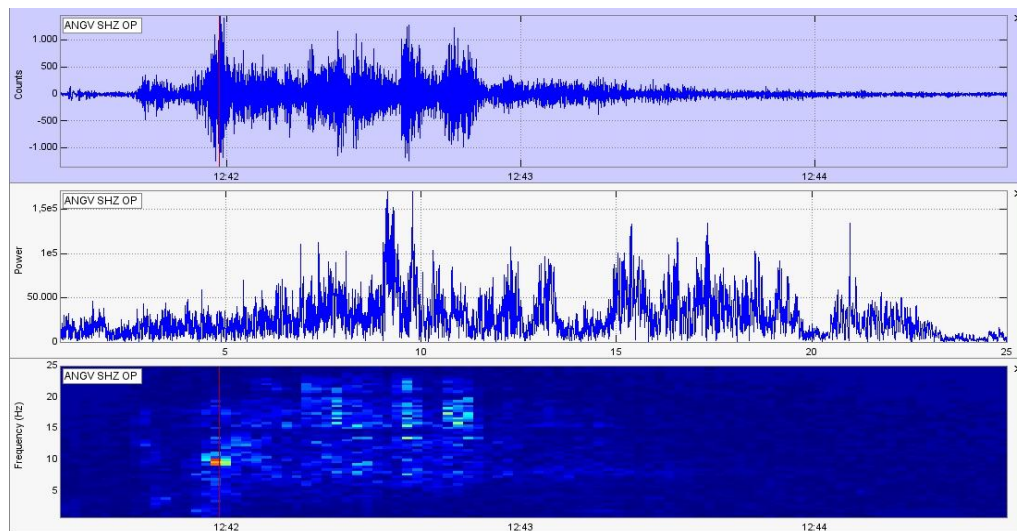 ANGV SHZ OP
Counts
1.000
500
0
-500
-1.000
12:42 12:43 12:44
ANGV SHZ OP
Power
1,5e5
1e5
50.000
0
5 10 15 20 25
ANGV SHZ OP
Frequency (Hz)
25
20
15
10
5
12:42 12:43 12:44